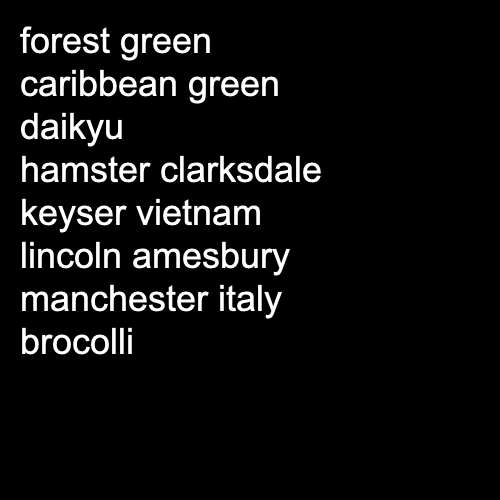 forest green
caribbean green
daikyu
hamster clarksdale
keyser vietnam
lincoln amesbury
manchester italy
brocolli